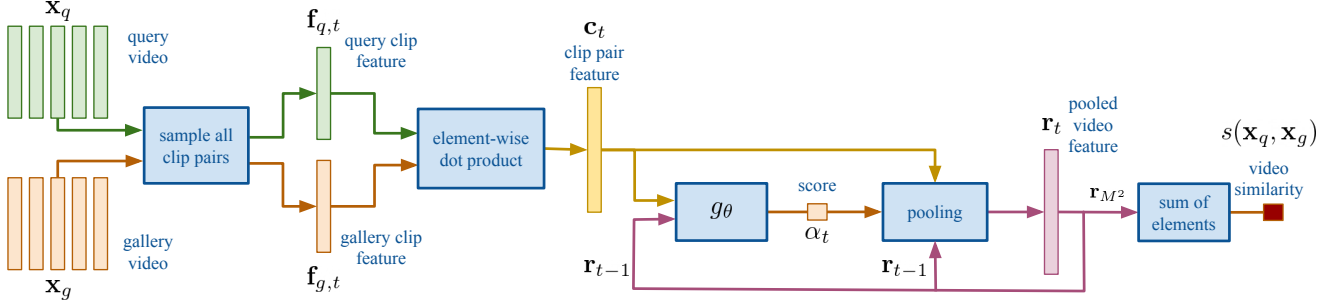 x_q
query
video
sample all
clip pairs
gallery
video
x_g
f_{q,t}
query clip
feature
gallery clip
feature
f_{g,t}
element-wise
dot product
c_t
clip pair
feature
g_θ
score
α_t
pooling
r_{t−1}
r_{t−1}
r_t
pooled
video
feature
r_{M^2}
sum of
elements
s(x_q, x_g)
video
similarity